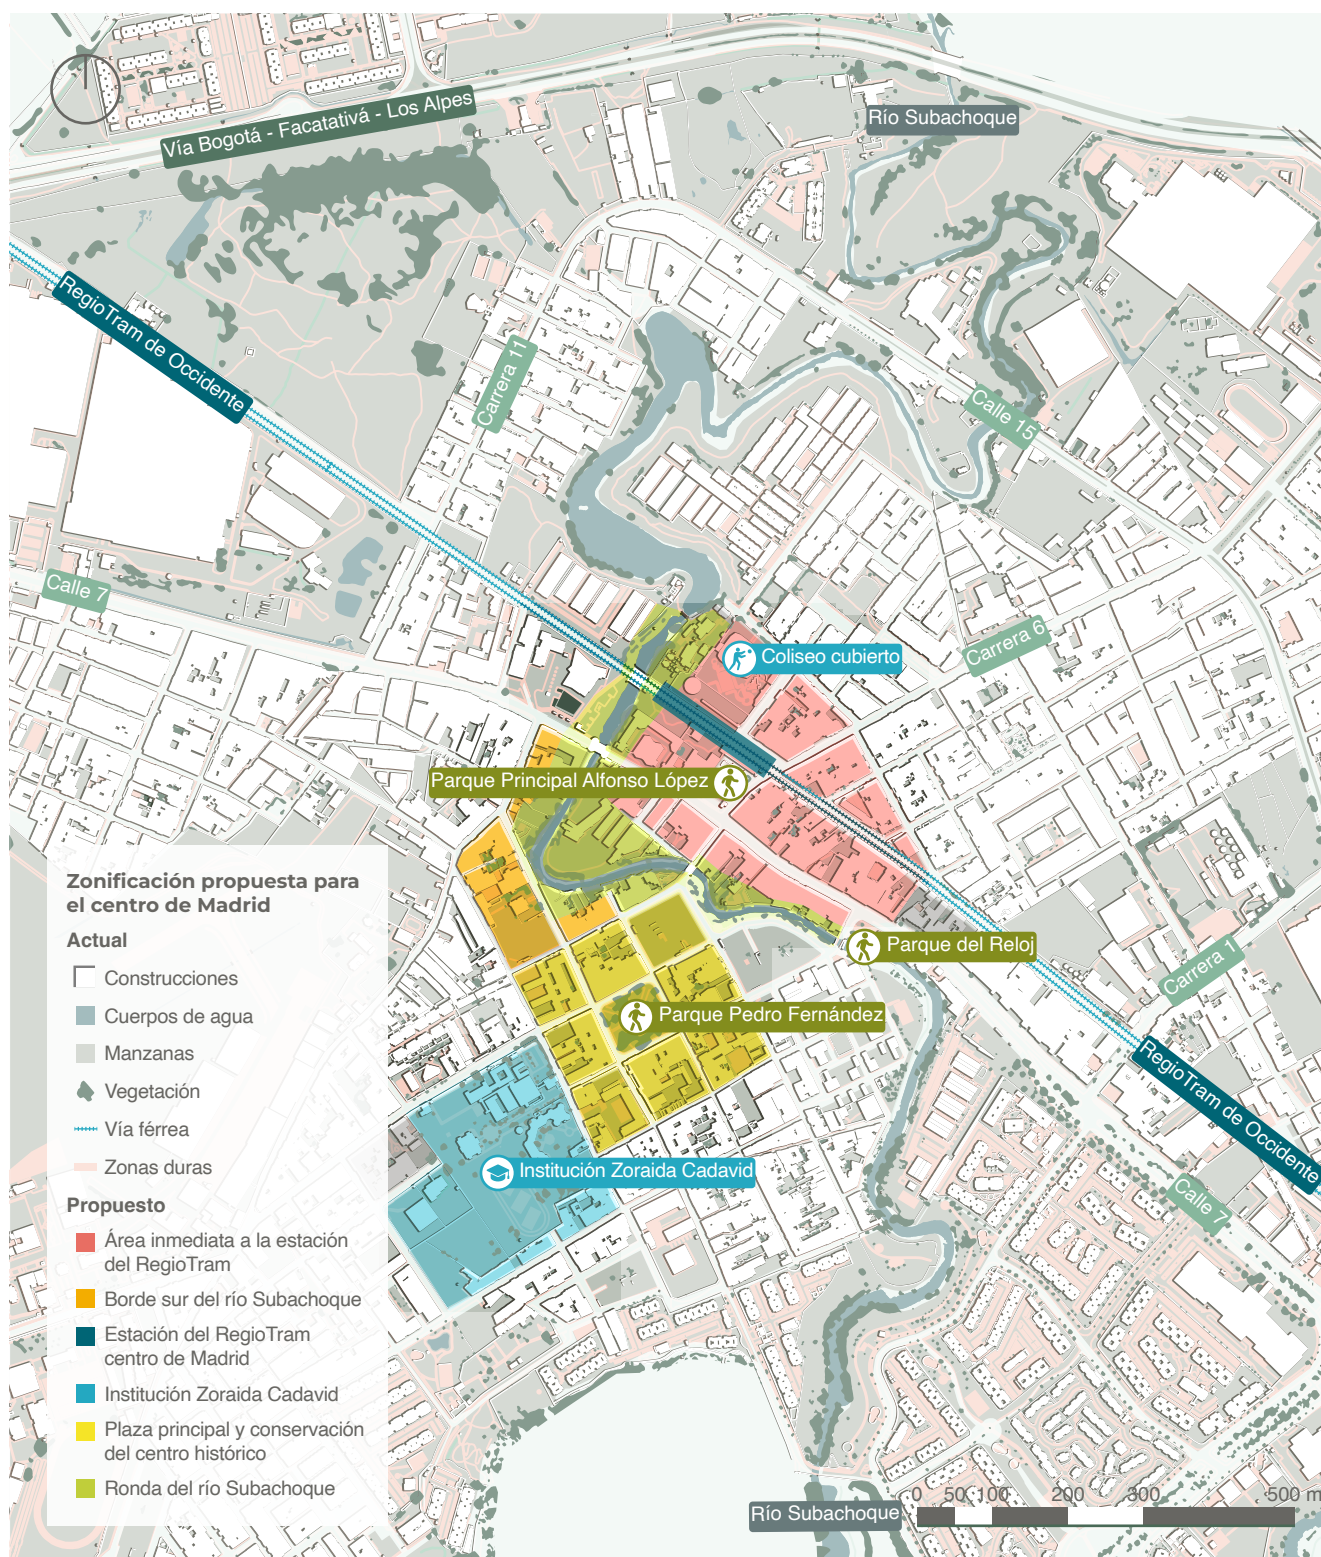 Vía Bogotá - Facatativá - Los Alpes
Río Subachoque
RegioTram de Occidente
Carrera 11
Calle 15
Calle 7
Carrera 6
Coliseo cubierto
Parque Principal Alfonso López
Parque del Reloj
Carrera 1
Parque Pedro Fernández
RegioTram de Occidente
Institución Zoraida Cadavid
Calle 7
Zonificación propuesta para
el centro de Madrid
Actual
Construcciones
Cuerpos de agua
Manzanas
Vegetación
Vía férrea
Zonas duras
Propuesto
Área inmediata a la estación
del RegioTram
Borde sur del río Subachoque
Estación del RegioTram
centro de Madrid
Institución Zoraida Cadavid
Plaza principal y conservación
del centro histórico
Ronda del río Subachoque
Río Subachoque
0 50 100 200 300 500 m